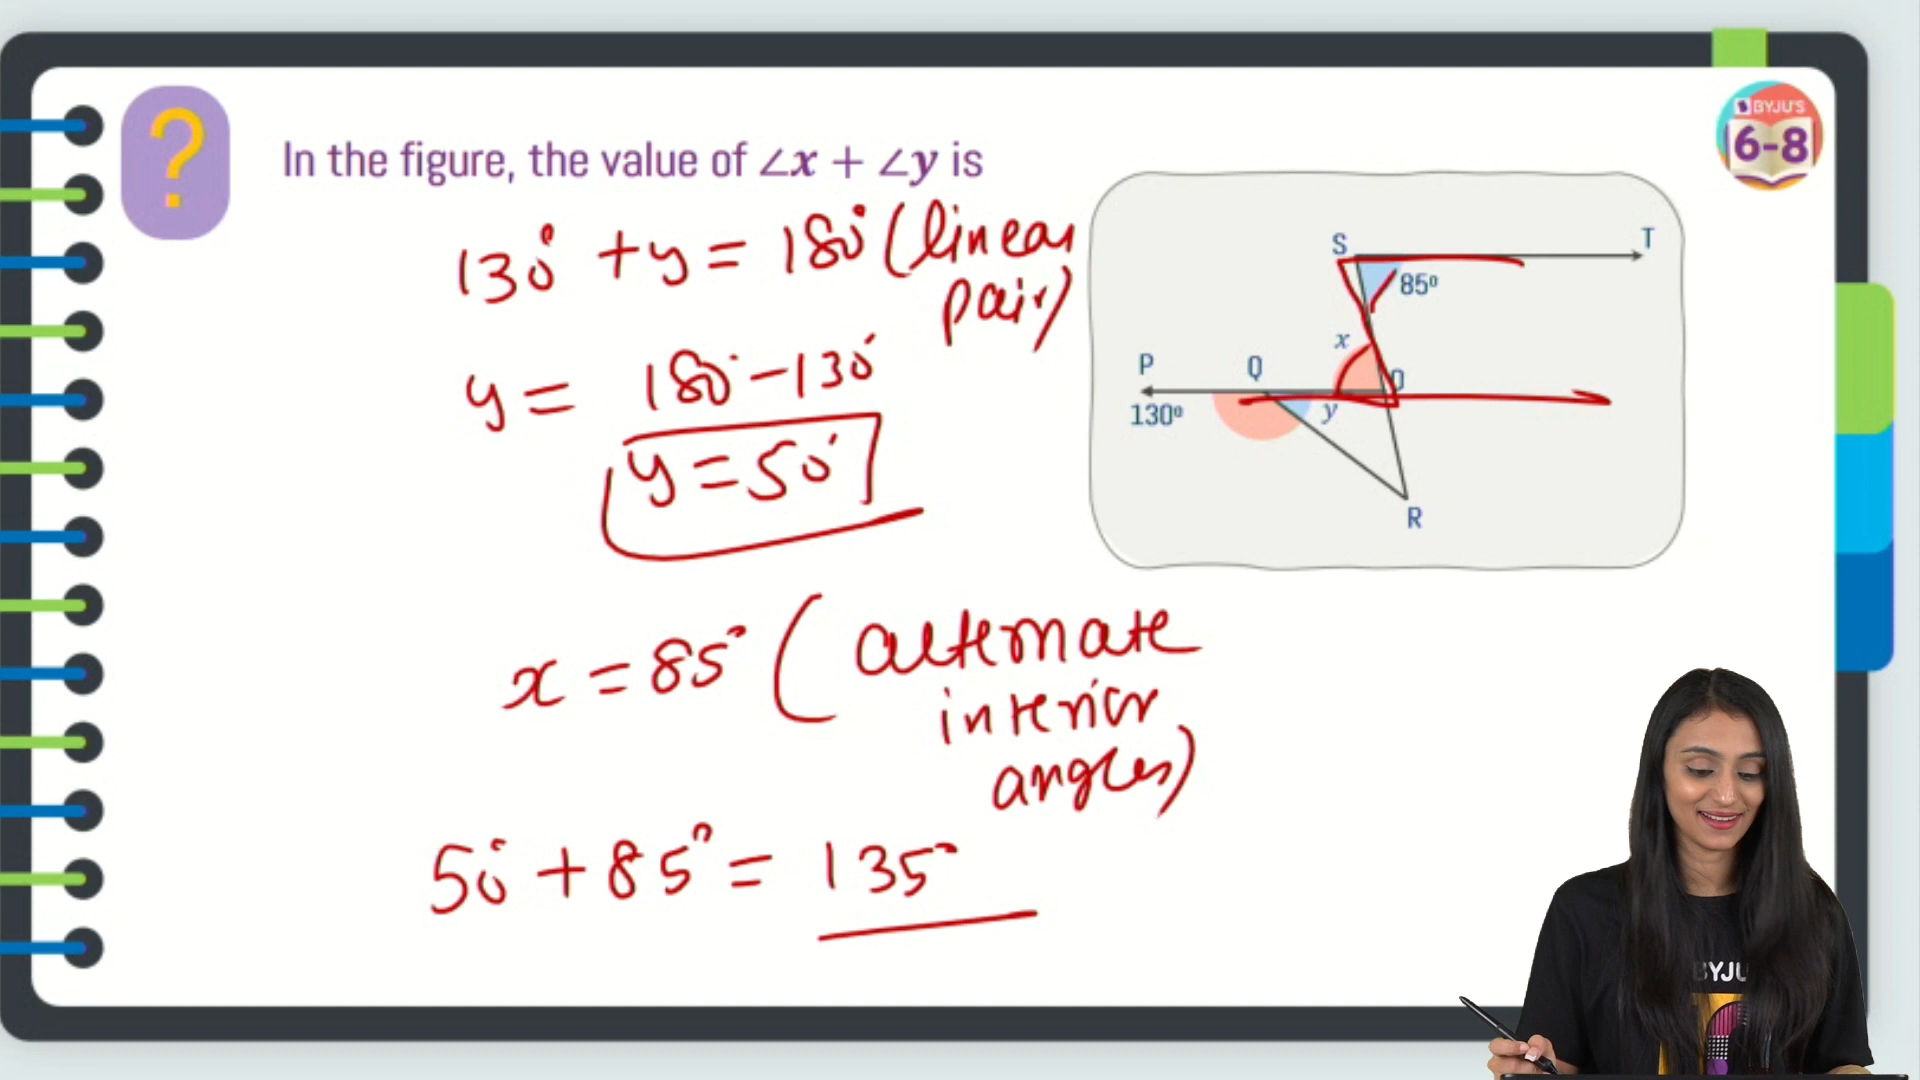 ?
In the figure, the value of ∠x + ∠y is
BYJU'S
6-8
130° + y = 180° (linear
pair)
y = 180° - 130°
y = 50°
x = 85° (alternate
interior
angles)
50° + 85° = 135°
S
T
85°
x
P
Q
O
130°
y
R
BYJU